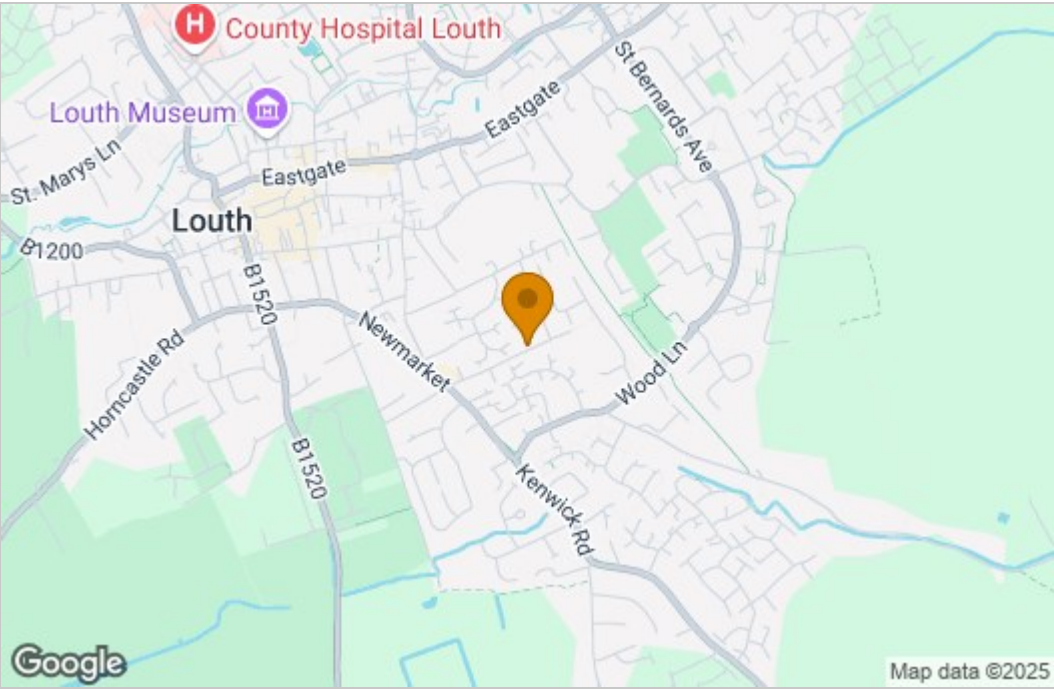 H
County Hospital Louth
St Bernards Ave
Louth Museum
Eastgate
St. Marys Ln
Eastgate
Louth
B1200
B1520
Newmarket
Horncastle Rd
Wood Ln
B1520
Kenwick Rd
Google
Map data ©2025